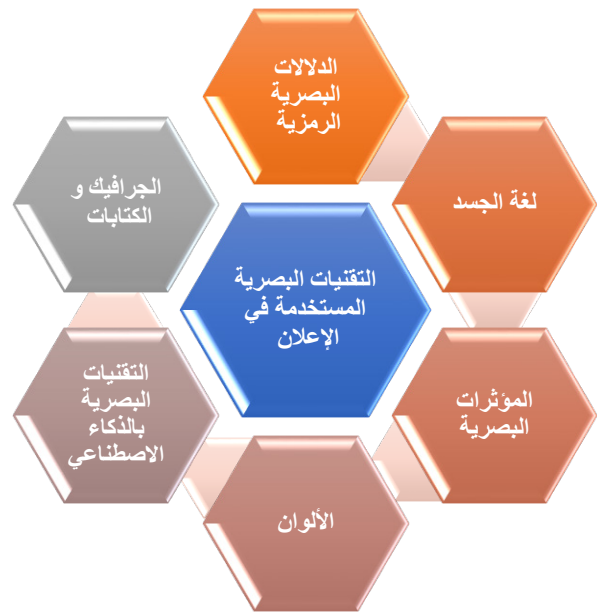 الدلالات
البصرية
الرمزية
لغة الجسد
الجرافيك و
الكتابات
التقنيات البصرية
المستخدمة في
الإعلان
المؤثرات
البصرية
التقنيات
البصرية
بالذكاء
الاصطناعي
الألوان